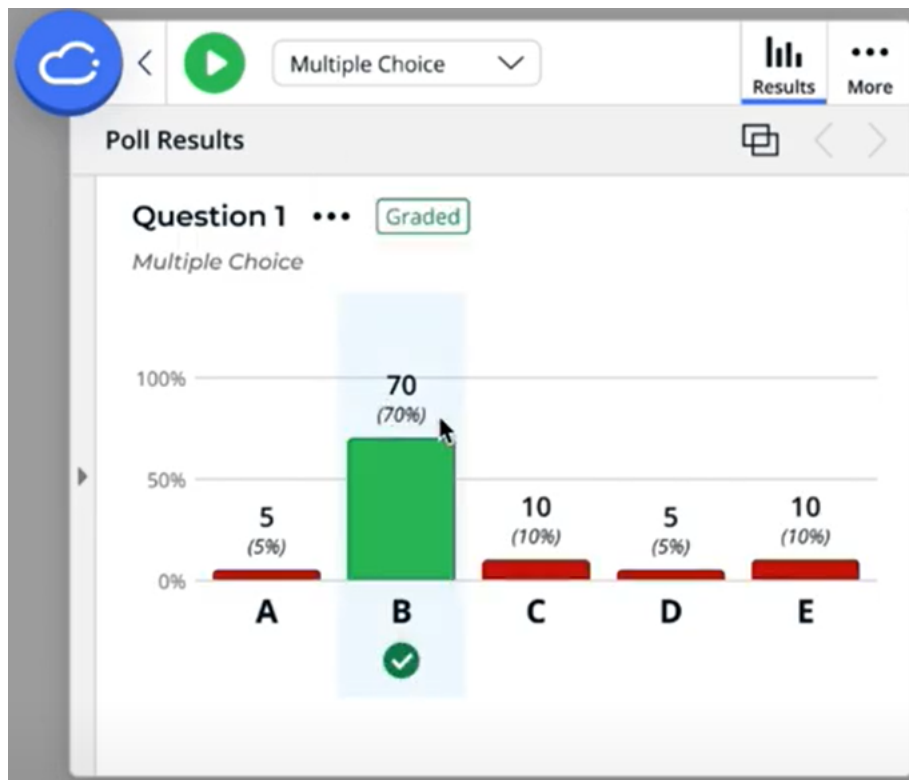 Multiple Choice
Results
More
Poll Results
Question 1
Graded
Multiple Choice
100%
50%
0%
5
(5%)
70
(70%)
10
(10%)
5
(5%)
10
(10%)
A
B
C
D
E